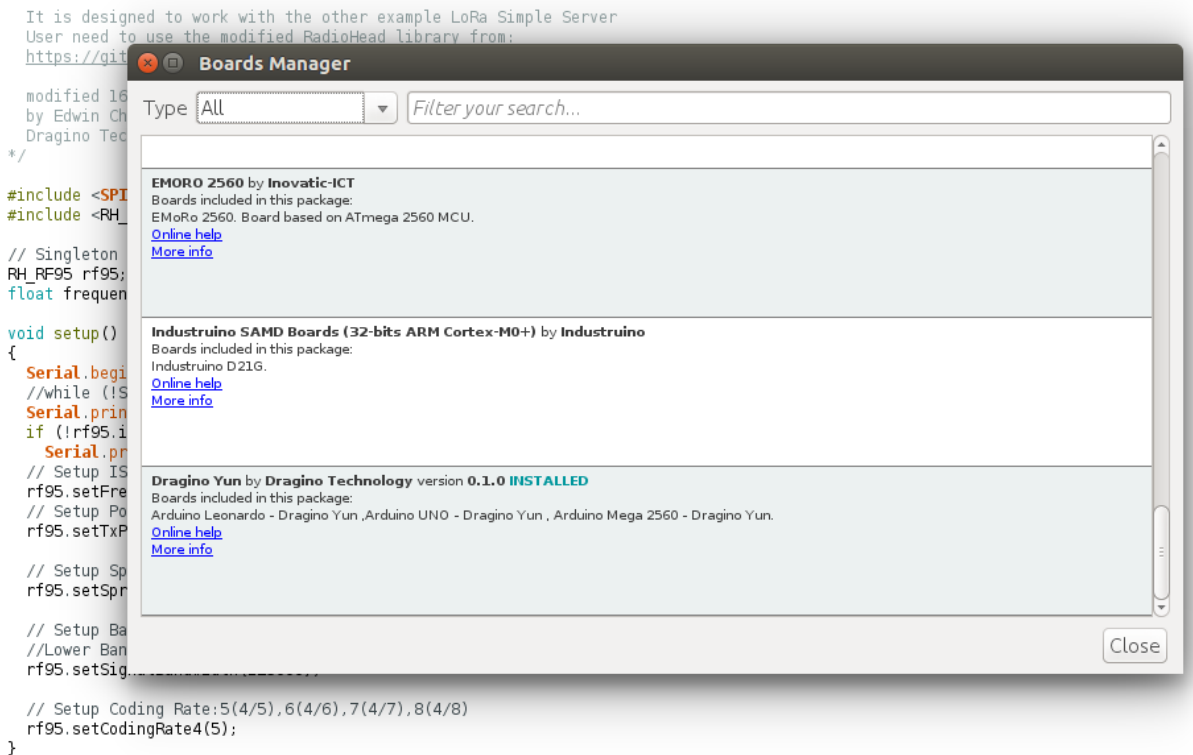 It is designed to work with the other example LoRa Simple Server
User need to use the modified RadioHead library from:
https://git
modified 16
by Edwin Ch
Dragino Tec
*/
#include <SPI
#include <RH_
// Singleton
RH_RF95 rf95;
float frequen
void setup()
{
Serial.begi
//while (!S
Serial.prin
if (!rf95.i
Serial.pr
// Setup IS
rf95.setFre
// Setup Po
rf95.setTxP
// Setup Sp
rf95.setSpr
// Setup Ba
//Lower Ban
rf95.setSig
// Setup Coding Rate:5(4/5),6(4/6),7(4/7),8(4/8)
rf95.setCodingRate4(5);
}
Boards Manager
Type All Filter your search...
EMORO 2560 by Inovatic-ICT
Boards included in this package:
EMoRo 2560. Board based on ATmega 2560 MCU.
Online help
More info
Industruino SAMD Boards (32-bits ARM Cortex-M0+) by Industruino
Boards included in this package:
Industruino D21G.
Online help
More info
Dragino Yun by Dragino Technology version 0.1.0 INSTALLED
Boards included in this package:
Arduino Leonardo - Dragino Yun ,Arduino UNO - Dragino Yun , Arduino Mega 2560 - Dragino Yun.
Online help
More info
Close